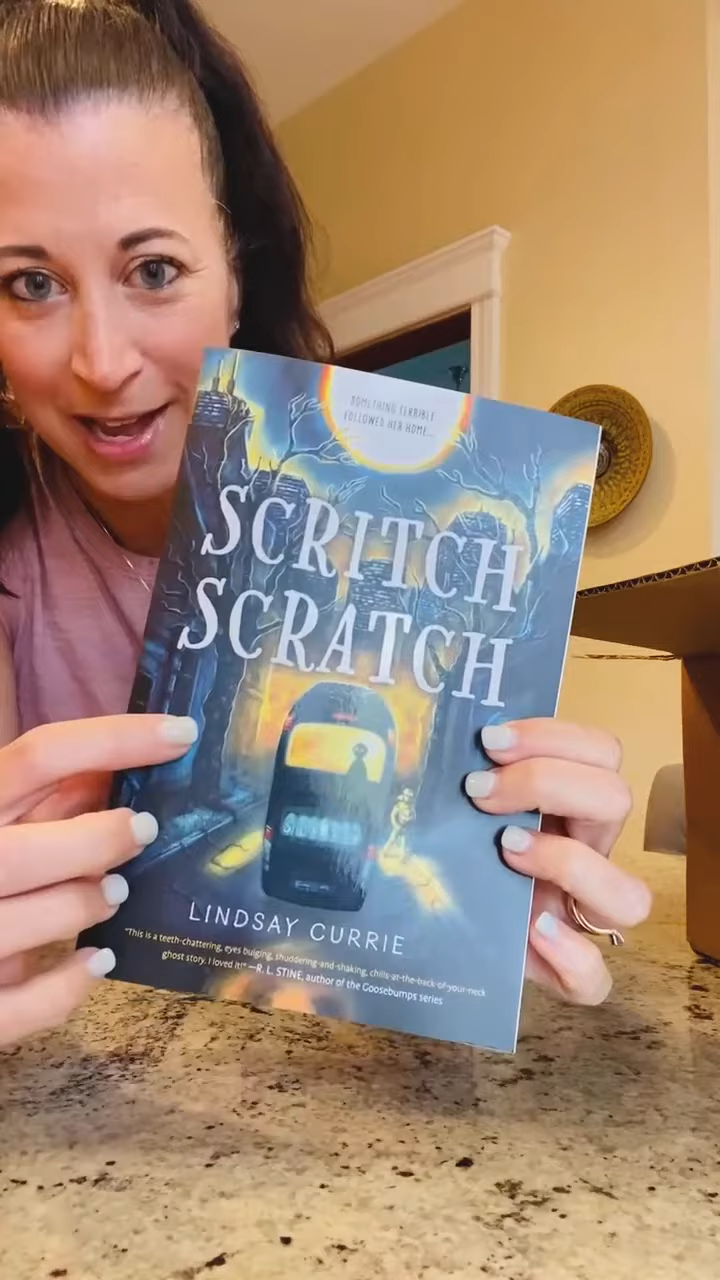 SOMETHING TERRIBLE
FOLLOWED HER HOME...
SCRITCH
SCRATCH
LINDSAY CURRIE
"This is a teeth-chattering, eyes bulging, shuddering-and-shaking, chills-at-the-back-of-your-neck
ghost story. I loved it!" —R. L. STINE, author of the Goosebumps series